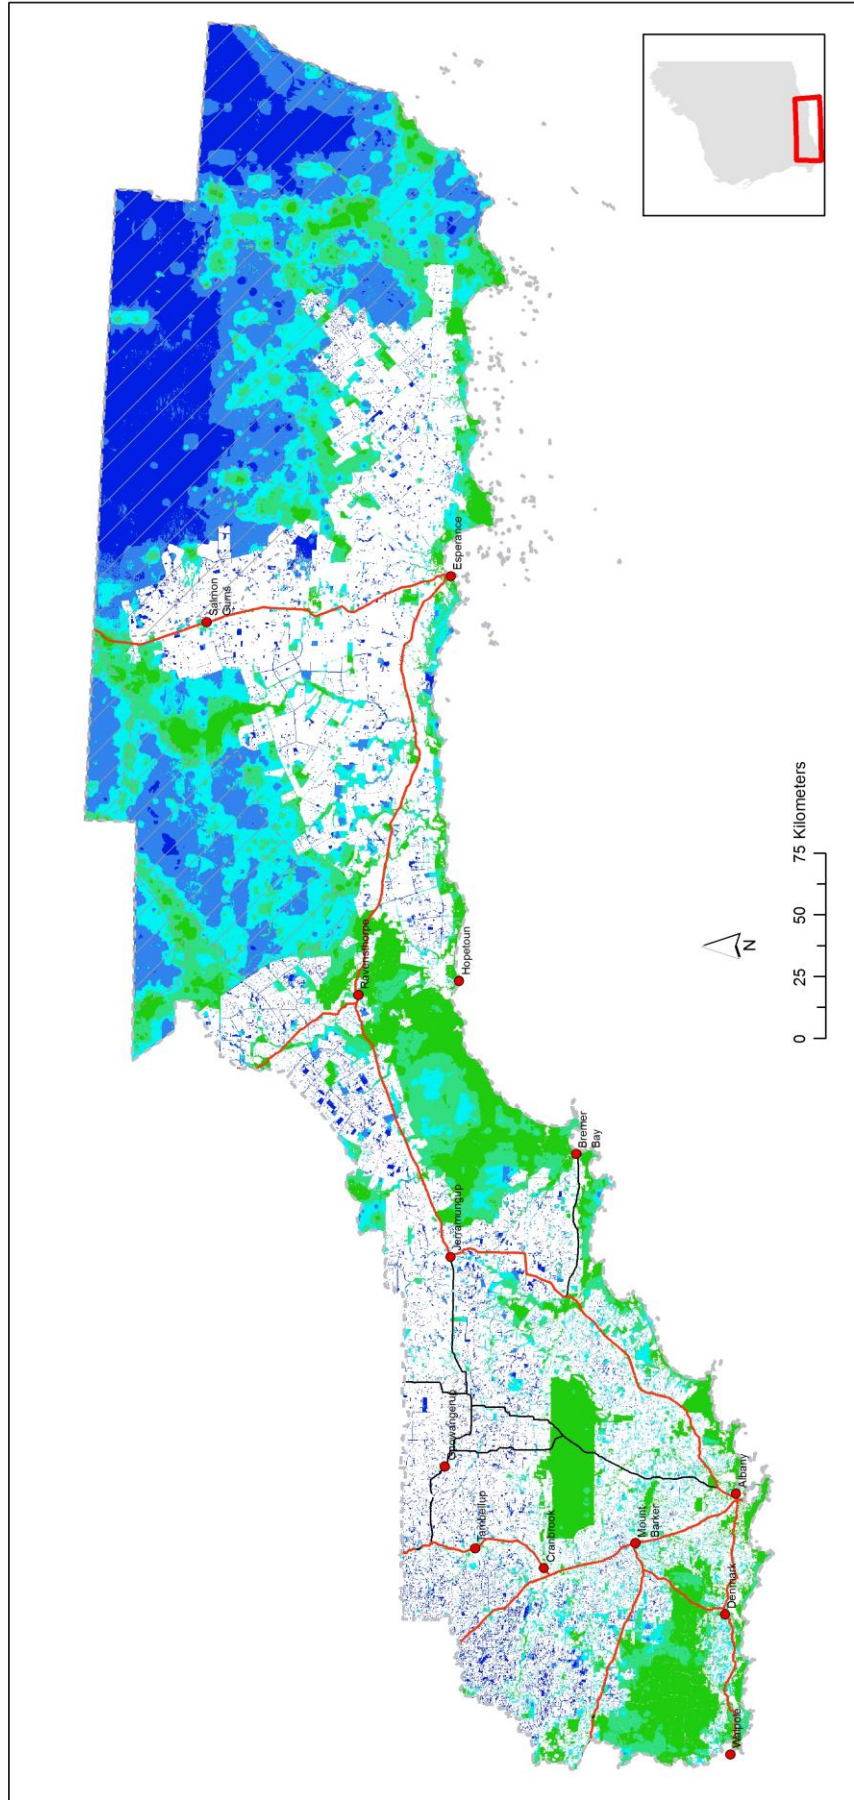 Salmon
Gums
Esperance
Ravensthorpe
Hopetoun
Jerramungup
Bremer
Bay
Gnowangerup
Tambellup
Cranbrook
Mount
Barker
Albany
Denmark
Walpole
N
0 25 50 75 Kilometers